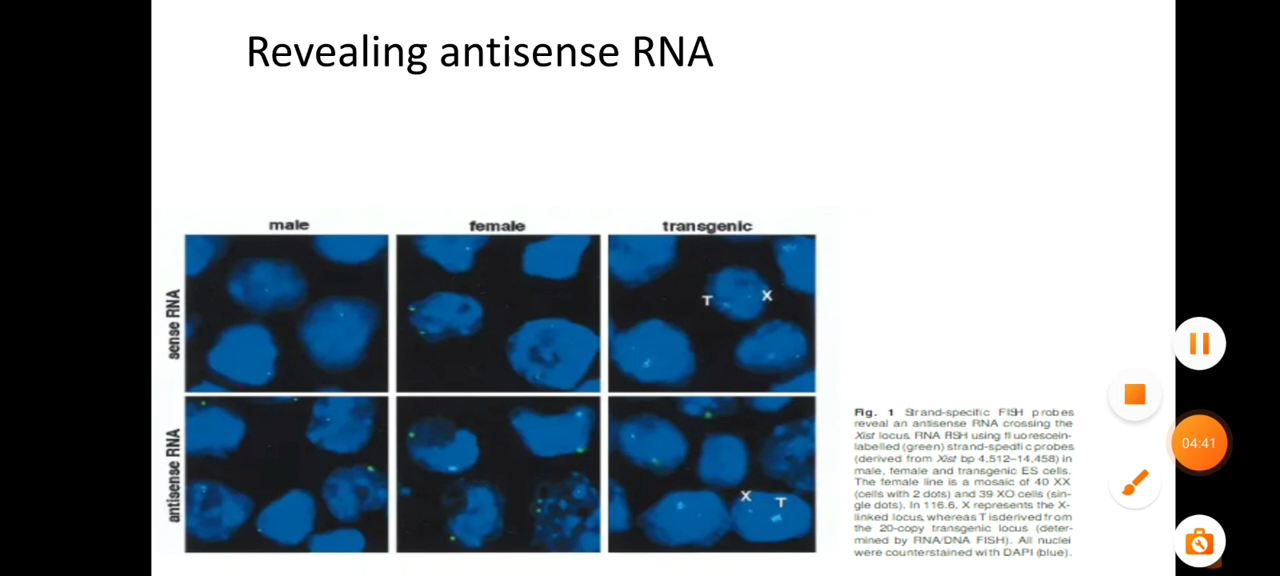 Revealing antisense RNA
male
female
transgenic
sense RNA
T
X
antisense RNA
X
T
Fig. 1 Strand-specific FISH probes
reveal an antisense RNA crossing the
Xist locus. RNA FISH using fluorescein-
labelled (green) strand-specific probes
(derived from Xist bp 4,512–14,458) in
male, female and transgenic ES cells.
The female line is a mosaic of 40 XX
(cells with 2 dots) and 39 XO cells (sin-
gle dots). In 116.6, X represents the X-
linked locus, whereas T isderived from
the 20-copy transgenic locus (deter-
mined by RNA/DNA FISH). All nuclei
were counterstained with DAPI (blue).
04:41